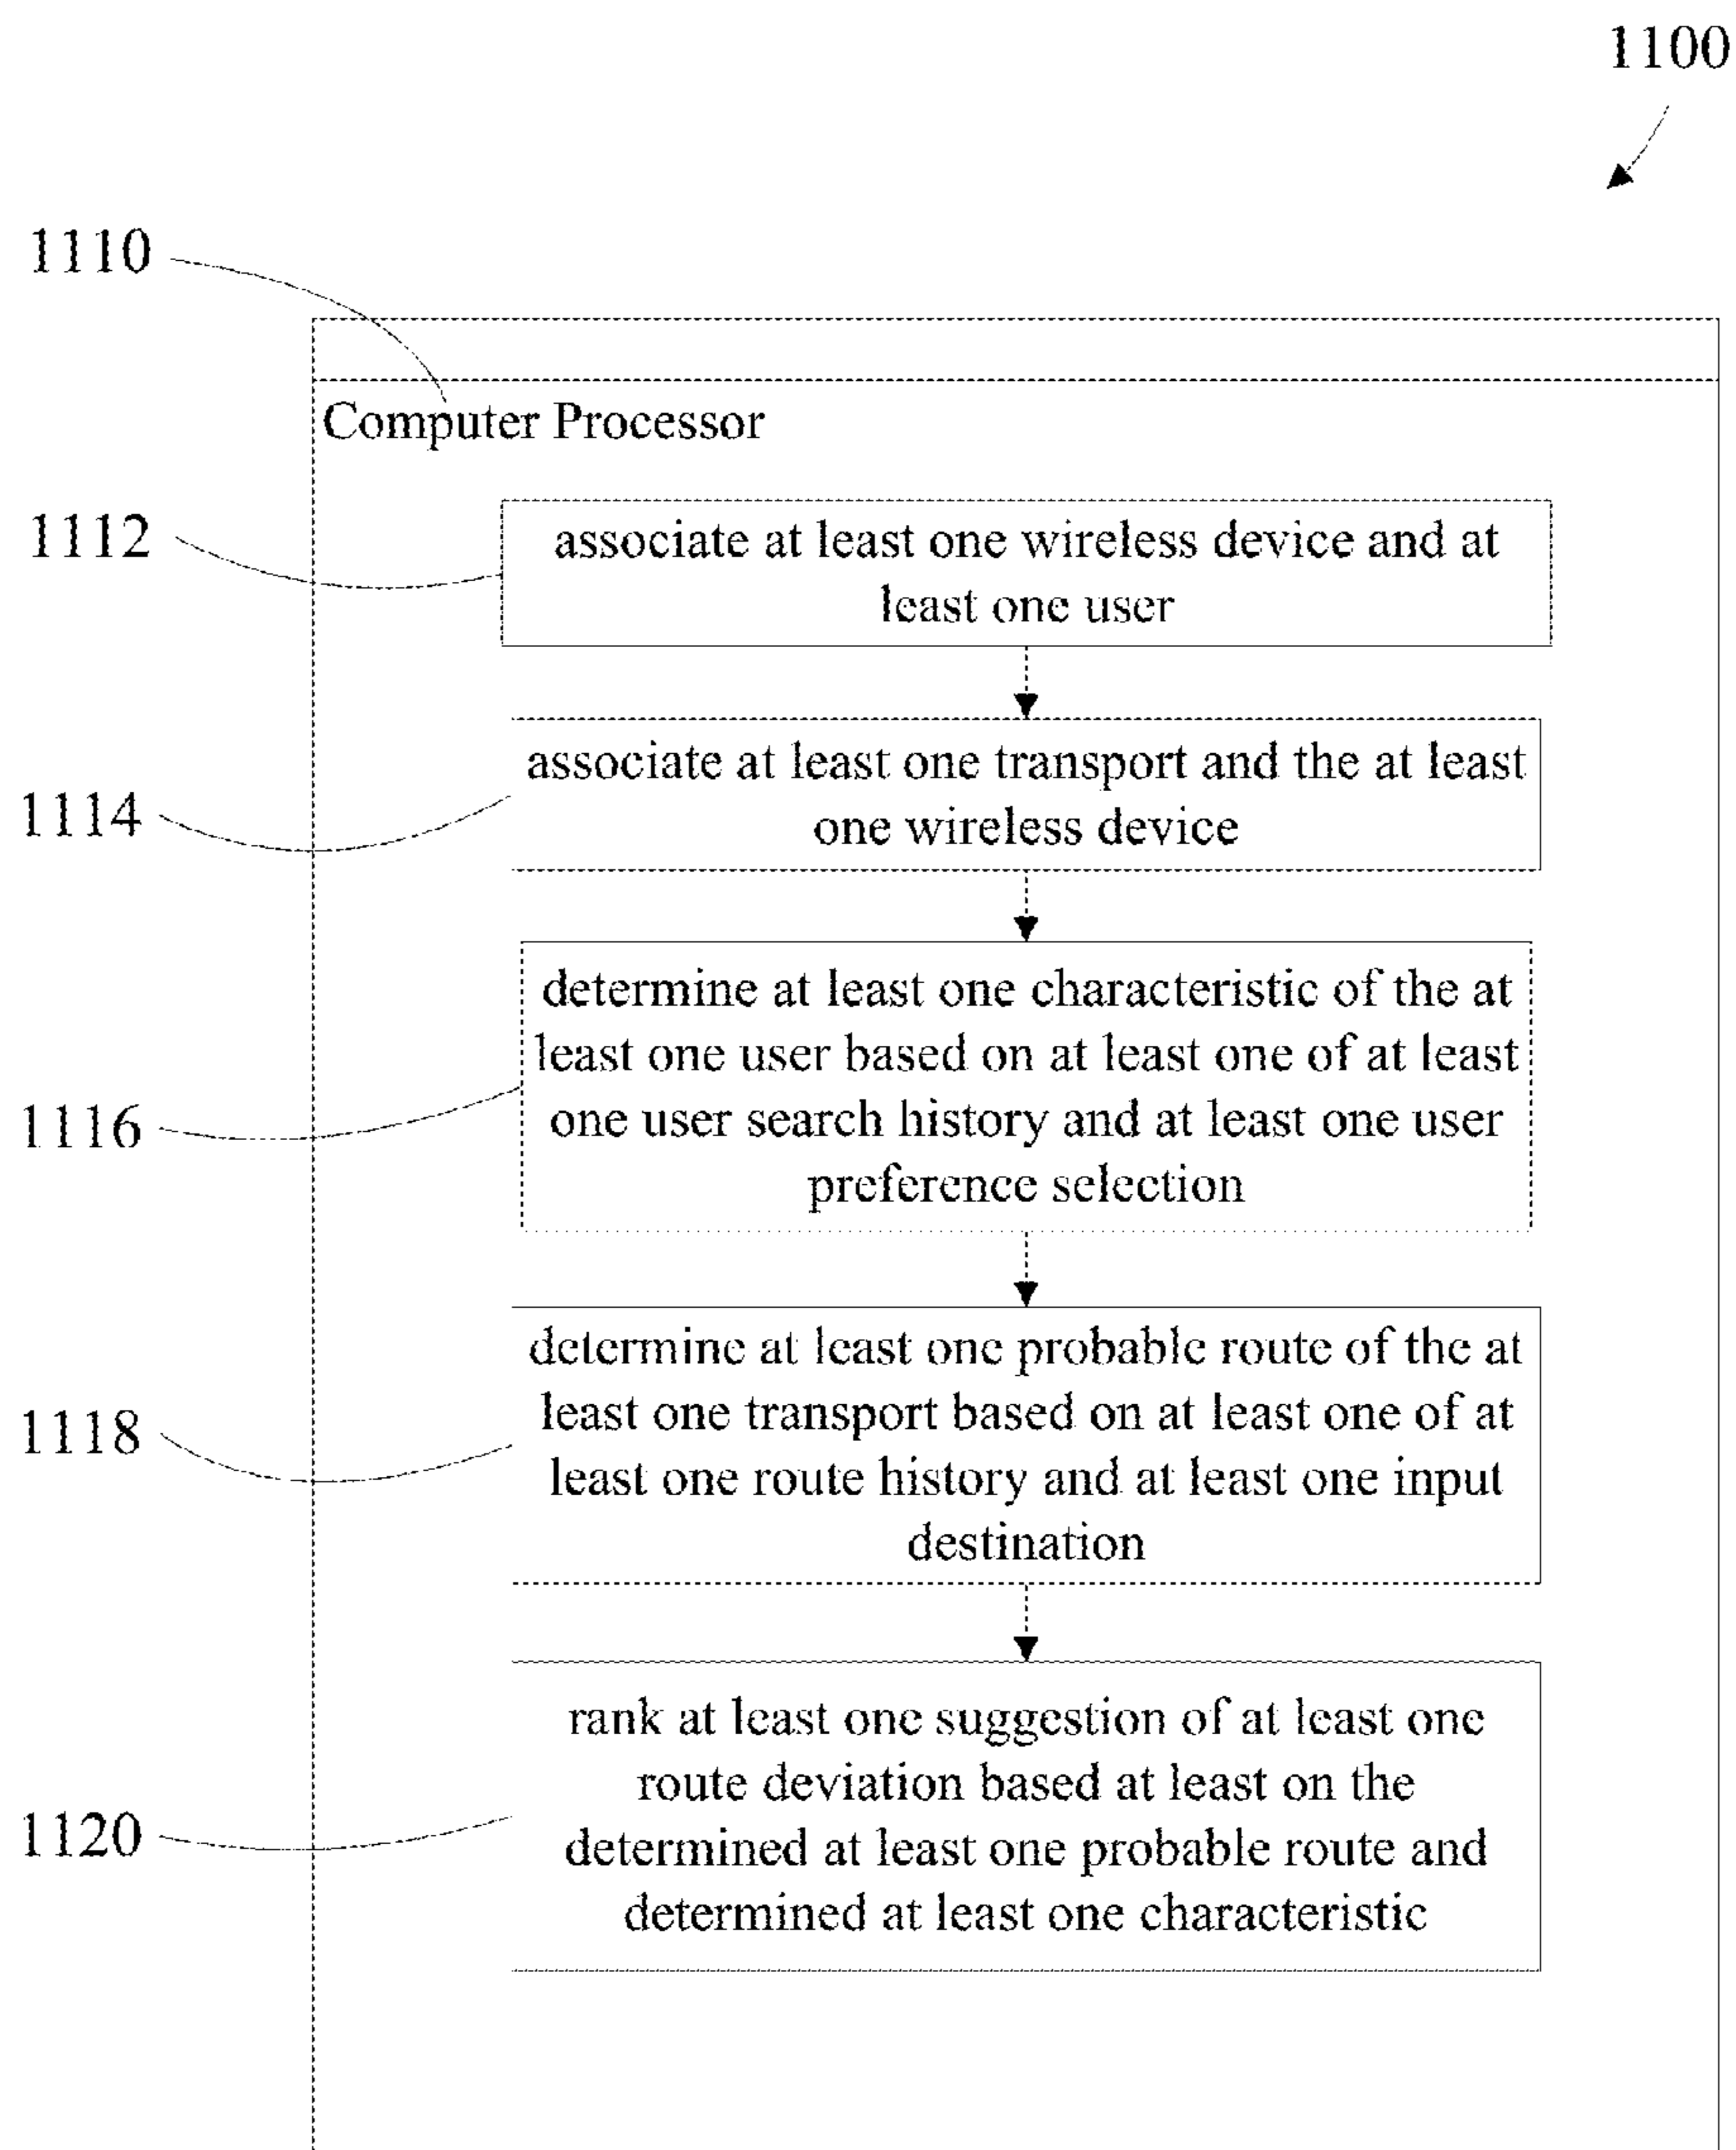 1100
1110
Computer Processor
1112
associate at least one wireless device and at
least one user
1114
associate at least one transport and the at least
one wireless device
1116
determine at least one characteristic of the at
least one user based on at least one of at least
one user search history and at least one user
preference selection
1118
determine at least one probable route of the at
least one transport based on at least one of at
least one route history and at least one input
destination
1120
rank at least one suggestion of at least one
route deviation based at least on the
determined at least one probable route and
determined at least one characteristic